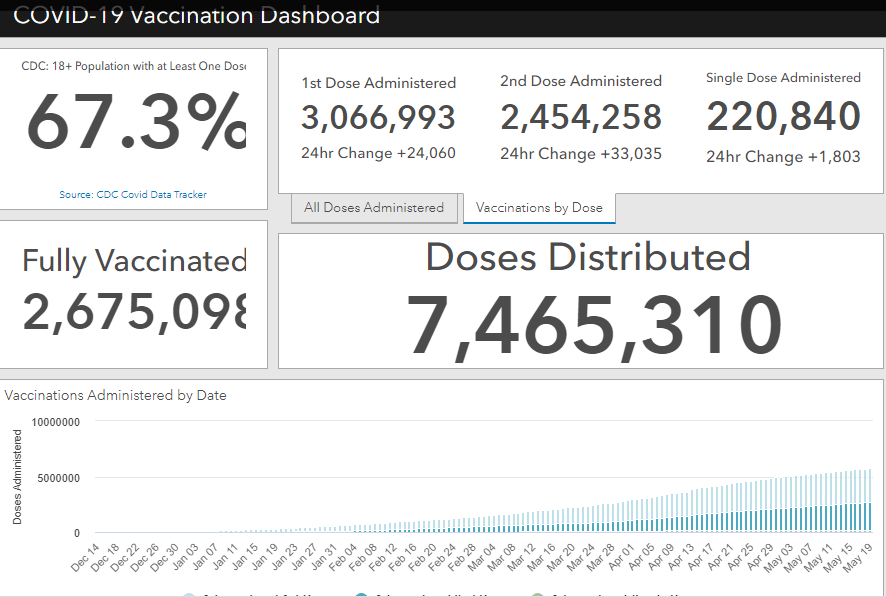 COVID-19 Vaccination Dashboard
CDC: 18+ Population with at Least One Dose
67.3%
Source: CDC Covid Data Tracker
1st Dose Administered
3,066,993
24hr Change +24,060
2nd Dose Administered
2,454,258
24hr Change +33,035
Single Dose Administered
220,840
24hr Change +1,803
All Doses Administered
Vaccinations by Dose
Fully Vaccinated
2,675,098
Doses Distributed
7,465,310
Vaccinations Administered by Date
Doses Administered
10000000
5000000
0
Dec 14
Dec 18
Dec 22
Dec 26
Dec 30
Jan 03
Jan 07
Jan 11
Jan 15
Jan 19
Jan 23
Jan 27
Jan 31
Feb 04
Feb 08
Feb 12
Feb 16
Feb 20
Feb 24
Feb 28
Mar 04
Mar 08
Mar 12
Mar 16
Mar 20
Mar 24
Mar 28
Apr 01
Apr 05
Apr 09
Apr 13
Apr 17
Apr 21
Apr 25
Apr 29
May 03
May 07
May 11
May 15
May 19